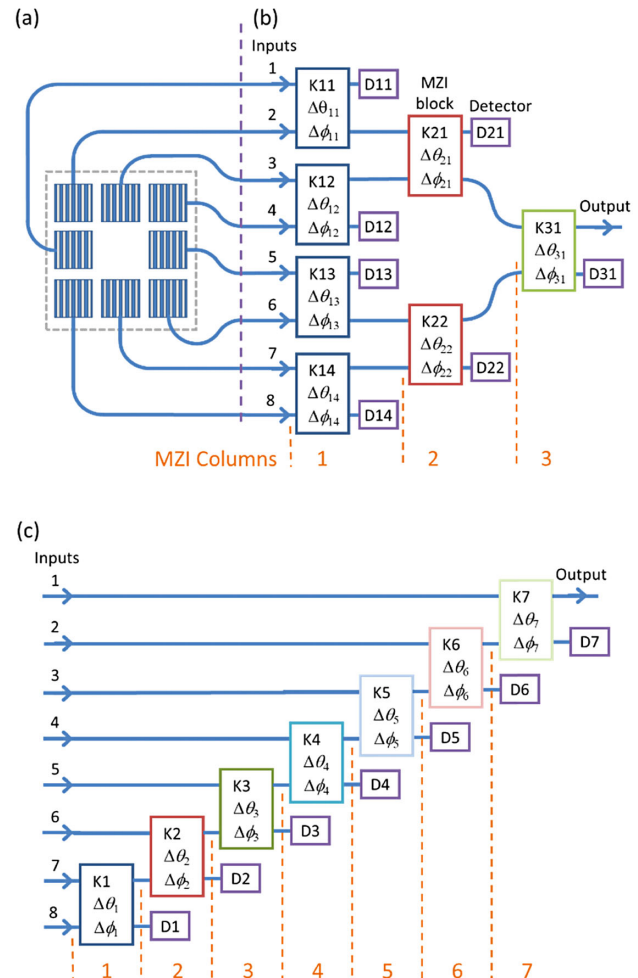 (a)
(b)
Inputs
1
2
3
4
5
6
7
8
K11
Δθ₁₁
Δϕ₁₁
D11
K12
Δθ₁₂
Δϕ₁₂
D12
K13
Δθ₁₃
Δϕ₁₃
D13
K14
Δθ₁₄
Δϕ₁₄
D14
MZI
block
K21
Δθ₂₁
Δϕ₂₁
Detector
D21
K22
Δθ₂₂
Δϕ₂₂
D22
K31
Δθ₃₁
Δϕ₃₁
Output
D31
MZI Columns
1
2
3
(c)
Inputs
1
2
3
4
5
6
7
8
K1
Δθ₁
Δϕ₁
D1
K2
Δθ₂
Δϕ₂
D2
K3
Δθ₃
Δϕ₃
D3
K4
Δθ₄
Δϕ₄
D4
K5
Δθ₅
Δϕ₅
D5
K6
Δθ₆
Δϕ₆
D6
K7
Δθ₇
Δϕ₇
D7
Output
1
2
3
4
5
6
7